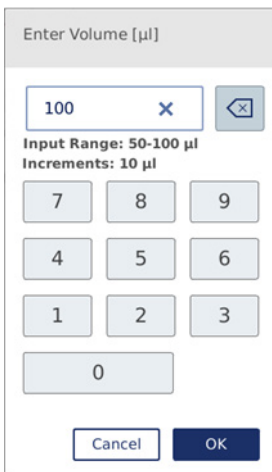 Enter Volume [µl]
100
Input Range: 50-100 µl
Increments: 10 µl
7 8 9
4 5 6
1 2 3
0
Cancel OK